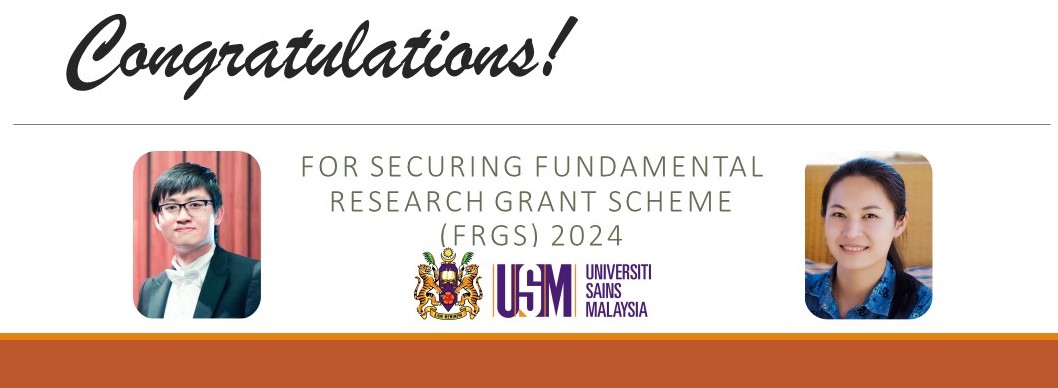 Congratulations!
FOR SECURING FUNDAMENTAL
RESEARCH GRANT SCHEME
(FRGS) 2024
USM
UNIVERSITI
SAINS
MALAYSIA